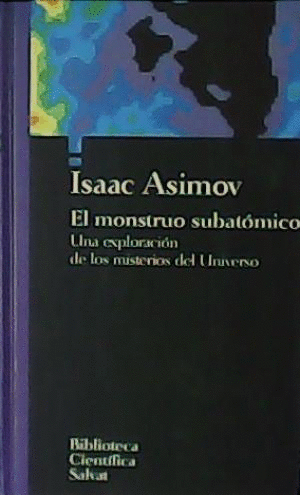 Isaac Asimov
El monstruo subatómico
Una exploración
de los misterios del Universo
Biblioteca
Científica
Salvat